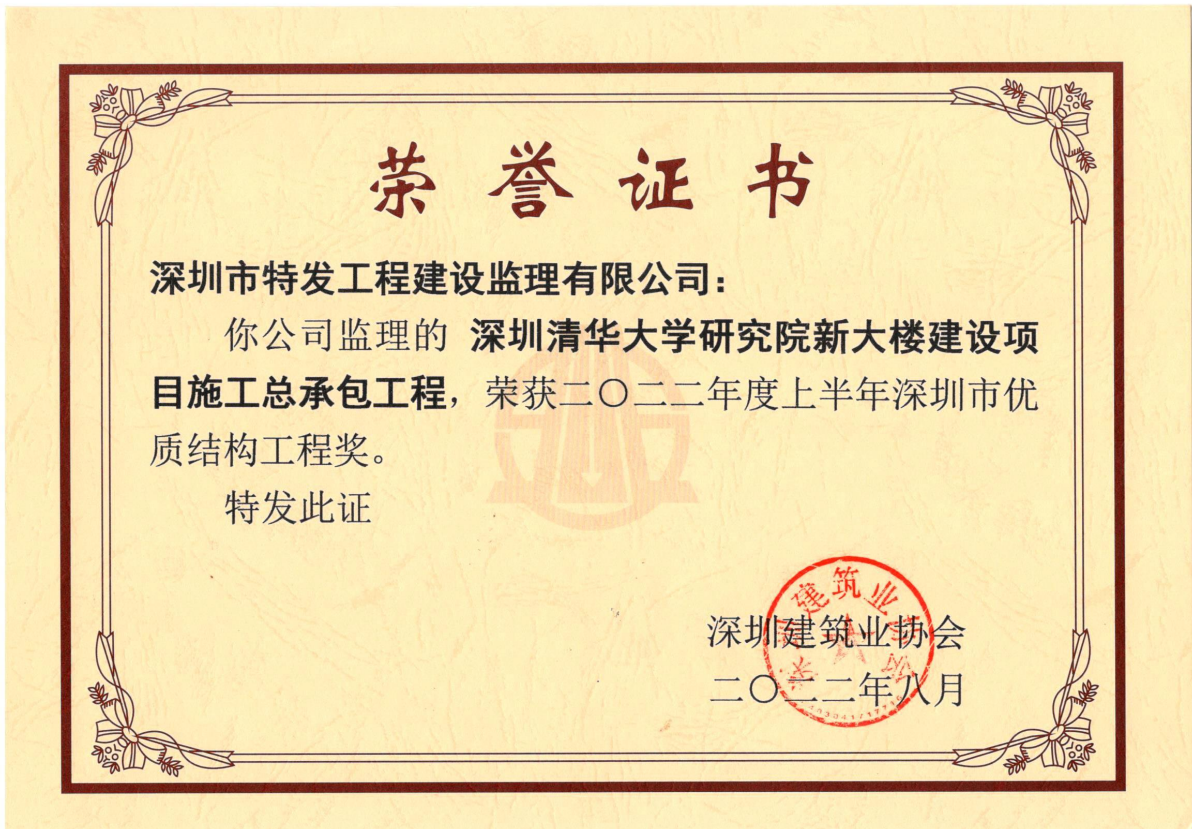 荣誉证书
深圳市特发工程建设监理有限公司：
你公司监理的 深圳清华大学研究院新大楼建设项
目施工总承包工程，荣获二〇二二年度上半年深圳市优
质结构工程奖。
特发此证
深圳建筑业协会
二〇二二年八月